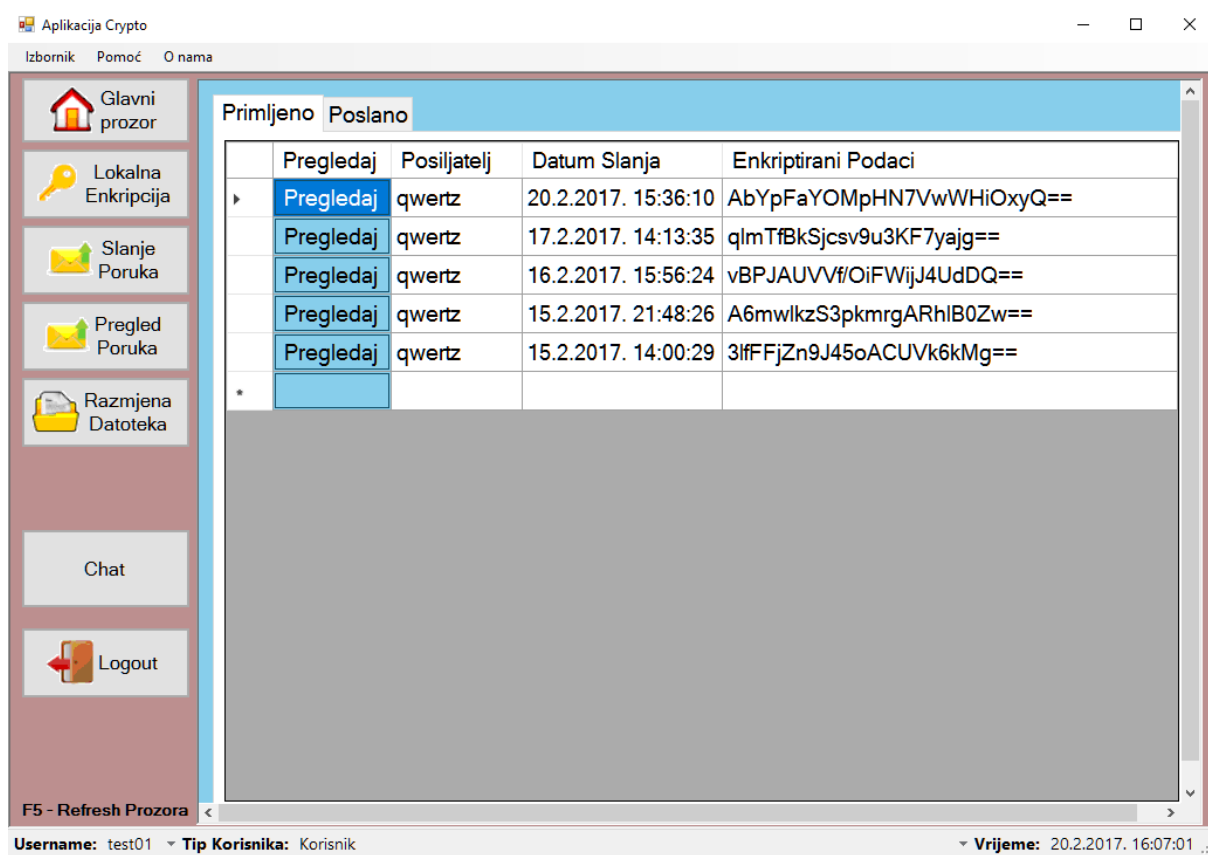 Aplikacija Crypto
Izbornik Pomoć O nama
Glavni
prozor
Lokalna
Enkripcija
Slanje
Poruka
Pregled
Poruka
Razmjena
Datoteka
Chat
Logout
F5 - Refresh Prozora
Primljeno Poslano
Pregledaj Posiljatelj Datum Slanja Enkriptirani Podaci
Pregledaj qwertz 20.2.2017. 15:36:10 AbYpFaYOMpHN7VwWHiOxyQ==
Pregledaj qwertz 17.2.2017. 14:13:35 qlmTfBkSjcsv9u3KF7yajg==
Pregledaj qwertz 16.2.2017. 15:56:24 vBPJAUVVf/OiFWijJ4UdDQ==
Pregledaj qwertz 15.2.2017. 21:48:26 A6mwlkzS3pkmrgARhlB0Zw==
Pregledaj qwertz 15.2.2017. 14:00:29 3lfFFjZn9J45oACUVk6kMg==
Username: test01 Tip Korisnika: Korisnik Vrijeme: 20.2.2017. 16:07:01